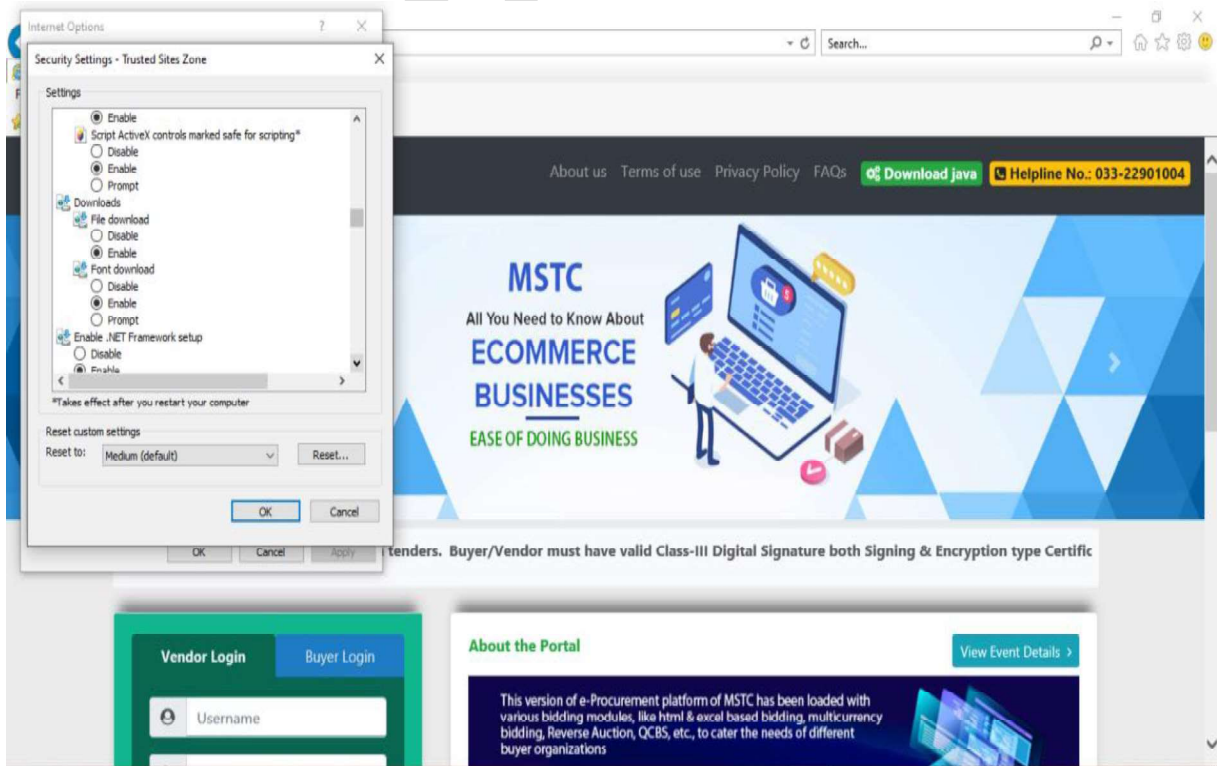 Internet Options
?
Search...
Security Settings - Trusted Sites Zone
Settings
Enable
Script ActiveX controls marked safe for scripting*
Disable
Enable
Prompt
Downloads
File download
Disable
Enable
Font download
Disable
Enable
Prompt
Enable .NET Framework setup
Disable
Enable
*Takes effect after you restart your computer
Reset custom settings
Reset to: Medium (default) Reset...
OK Cancel
OK Cancel Apply
About us Terms of use Privacy Policy FAQs Download java Helpline No.: 033-22901004
MSTC
All You Need to Know About
ECOMMERCE
BUSINESSES
EASE OF DOING BUSINESS
tenders. Buyer/Vendor must have valid Class-III Digital Signature both Signing & Encryption type Certific
Vendor Login Buyer Login
Username
About the Portal
View Event Details >
This version of e-Procurement platform of MSTC has been loaded with
various bidding modules, like html & excel based bidding, multicurrency
bidding, Reverse Auction, QCBS, etc., to cater the needs of different
buyer organizations